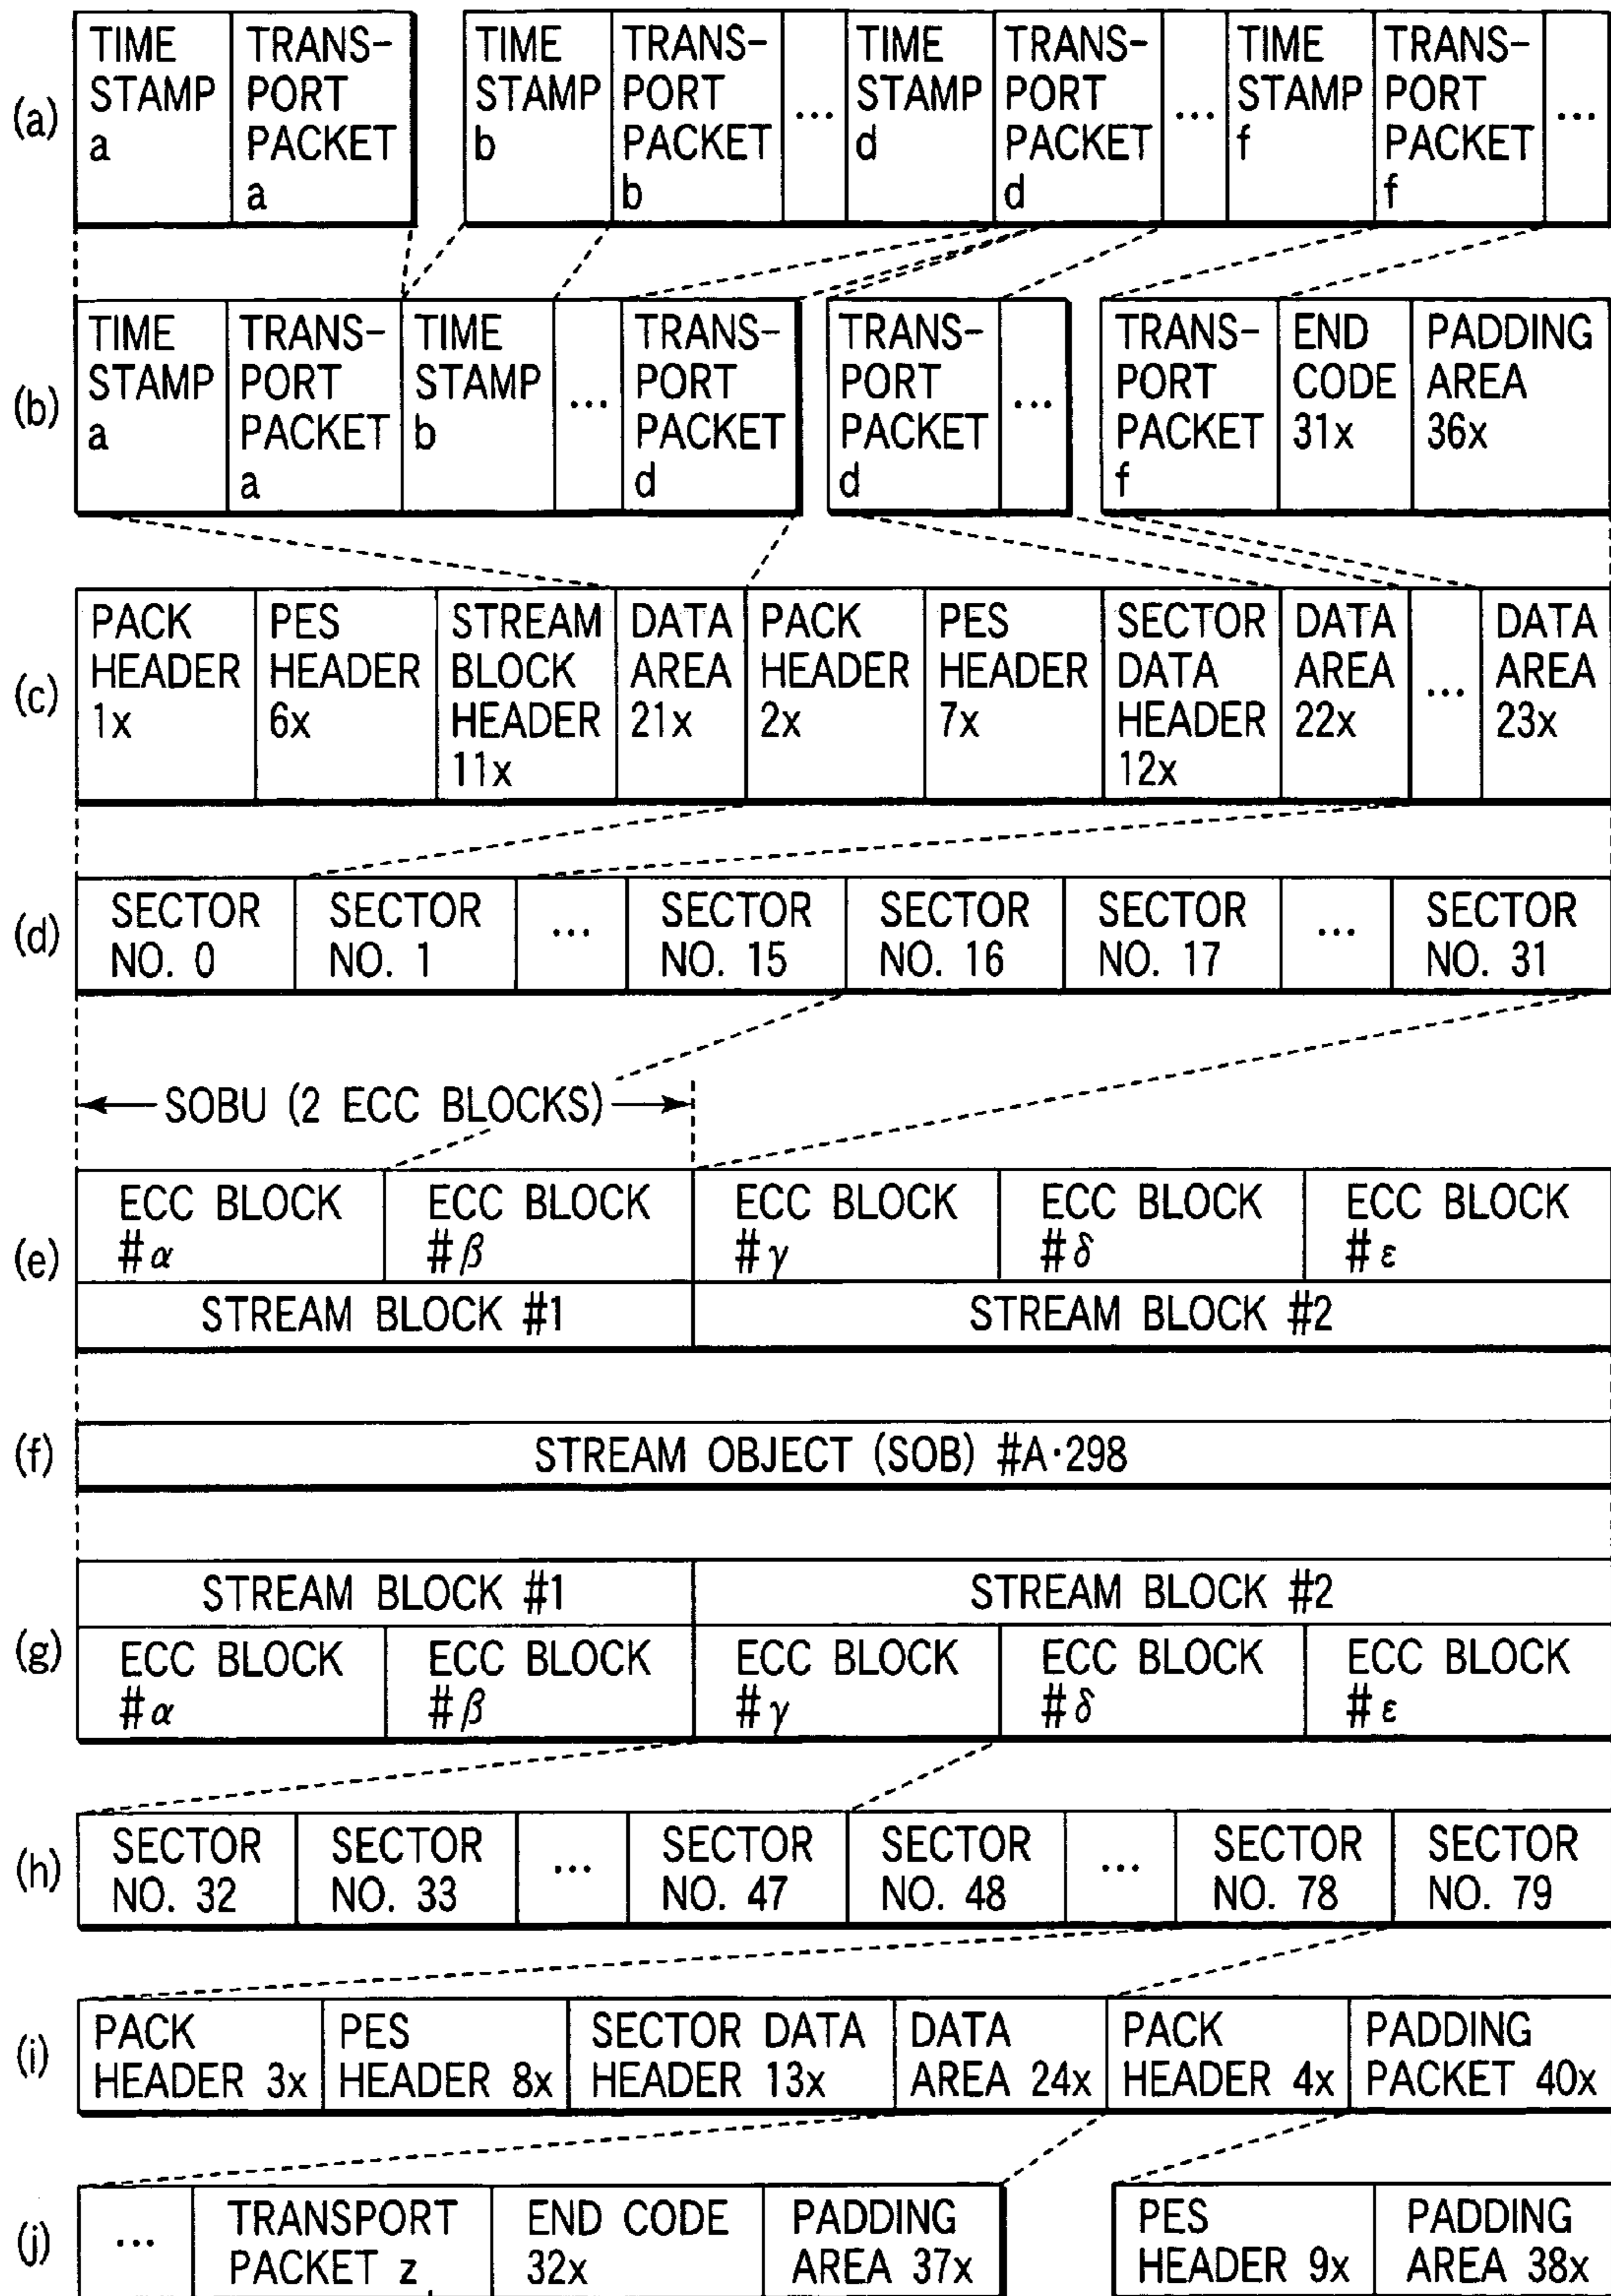 (a)
TIME STAMP a
TRANS-PORT PACKET a
TIME STAMP b
TRANS-PORT PACKET b
...
TIME STAMP d
TRANS-PORT PACKET d
...
TIME STAMP f
TRANS-PORT PACKET f
...
(b)
TIME STAMP a
TRANS-PORT PACKET a
TIME STAMP b
...
TRANS-PORT PACKET d
TRANS-PORT PACKET d
...
TRANS-PORT PACKET f
END CODE 31x
PADDING AREA 36x
(c)
PACK HEADER 1x
PES HEADER 6x
STREAM BLOCK HEADER 11x
DATA AREA 21x
PACK HEADER 2x
PES HEADER 7x
SECTOR DATA HEADER 12x
DATA AREA 22x
...
DATA AREA 23x
(d)
SECTOR NO. 0
SECTOR NO. 1
...
SECTOR NO. 15
SECTOR NO. 16
SECTOR NO. 17
...
SECTOR NO. 31
SOBU (2 ECC BLOCKS)
(e)
ECC BLOCK #α
ECC BLOCK #β
ECC BLOCK #γ
ECC BLOCK #δ
ECC BLOCK #ε
STREAM BLOCK #1
STREAM BLOCK #2
(f)
STREAM OBJECT (SOB) #A·298
(g)
STREAM BLOCK #1
STREAM BLOCK #2
ECC BLOCK #α
ECC BLOCK #β
ECC BLOCK #γ
ECC BLOCK #δ
ECC BLOCK #ε
(h)
SECTOR NO. 32
SECTOR NO. 33
...
SECTOR NO. 47
SECTOR NO. 48
...
SECTOR NO. 78
SECTOR NO. 79
(i)
PACK HEADER 3x
PES HEADER 8x
SECTOR DATA HEADER 13x
DATA AREA 24x
PACK HEADER 4x
PADDING PACKET 40x
(j)
...
TRANSPORT PACKET z
END CODE 32x
PADDING AREA 37x
PES HEADER 9x
PADDING AREA 38x